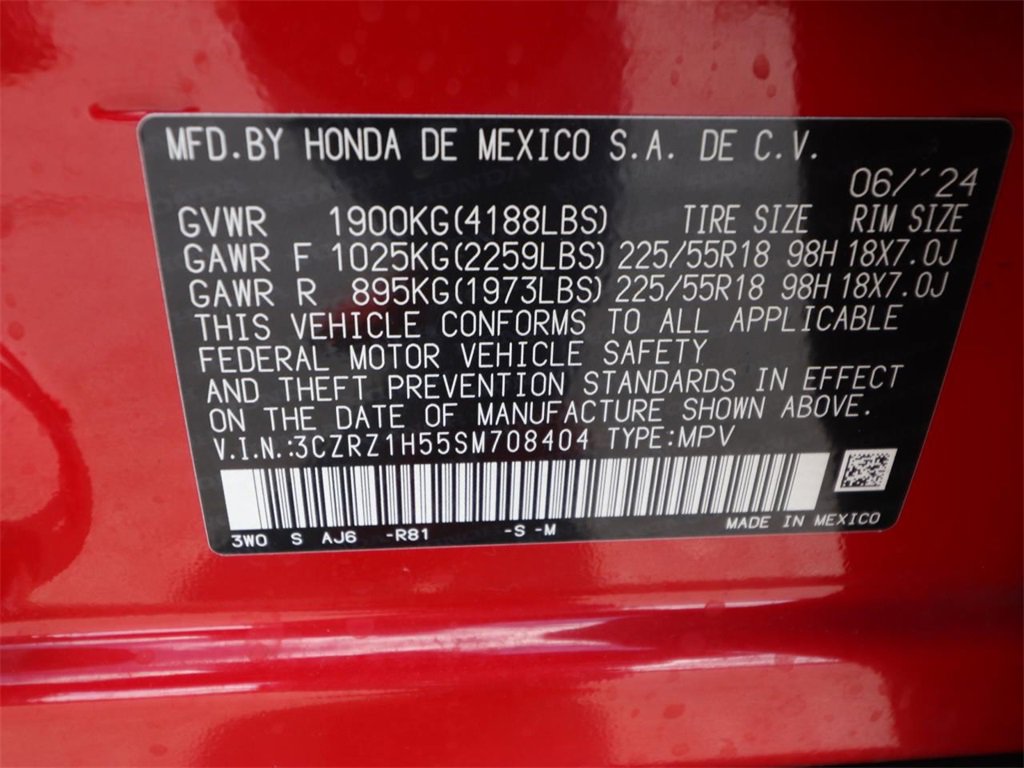 MFD.BY HONDA DE MEXICO S.A. DE C.V.
06/'24
GVWR 1900KG(4188LBS) TIRE SIZE RIM SIZE
GAWR F 1025KG(2259LBS) 225/55R18 98H 18X7.0J
GAWR R 895KG(1973LBS) 225/55R18 98H 18X7.0J
THIS VEHICLE CONFORMS TO ALL APPLICABLE
FEDERAL MOTOR VEHICLE SAFETY
AND THEFT PREVENTION STANDARDS IN EFFECT
ON THE DATE OF MANUFACTURE SHOWN ABOVE.
V.I.N.:3CZRZ1H55SM708404 TYPE:MPV
3WO S AJ6 -R81 -S -M MADE IN MEXICO